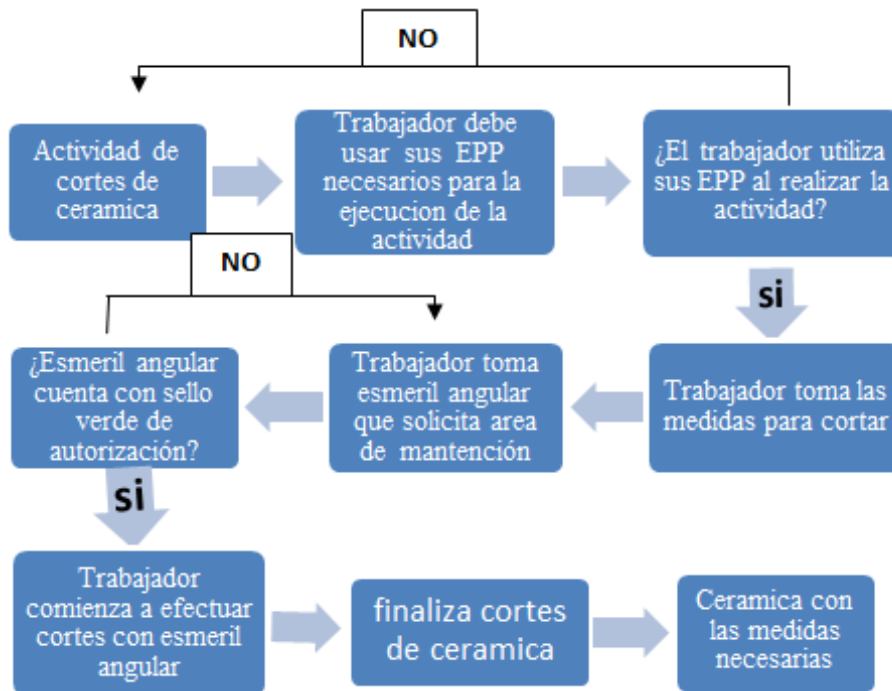 NO
Actividad de
cortes de
ceramica
Trabajador debe
usar sus EPP
necesarios para la
ejecucion de la
actividad
¿El trabajador utiliza
sus EPP al realizar la
actividad?
si
Trabajador toma las
medidas para cortar
Trabajador toma
esmeril angular
que solicita area
de mantención
NO
¿Esmeril angular
cuenta con sello
verde de
autorización?
si
Trabajador
comienza a efectuar
cortes con esmeril
angular
finaliza cortes
de ceramica
Ceramica con
las medidas
necesarias